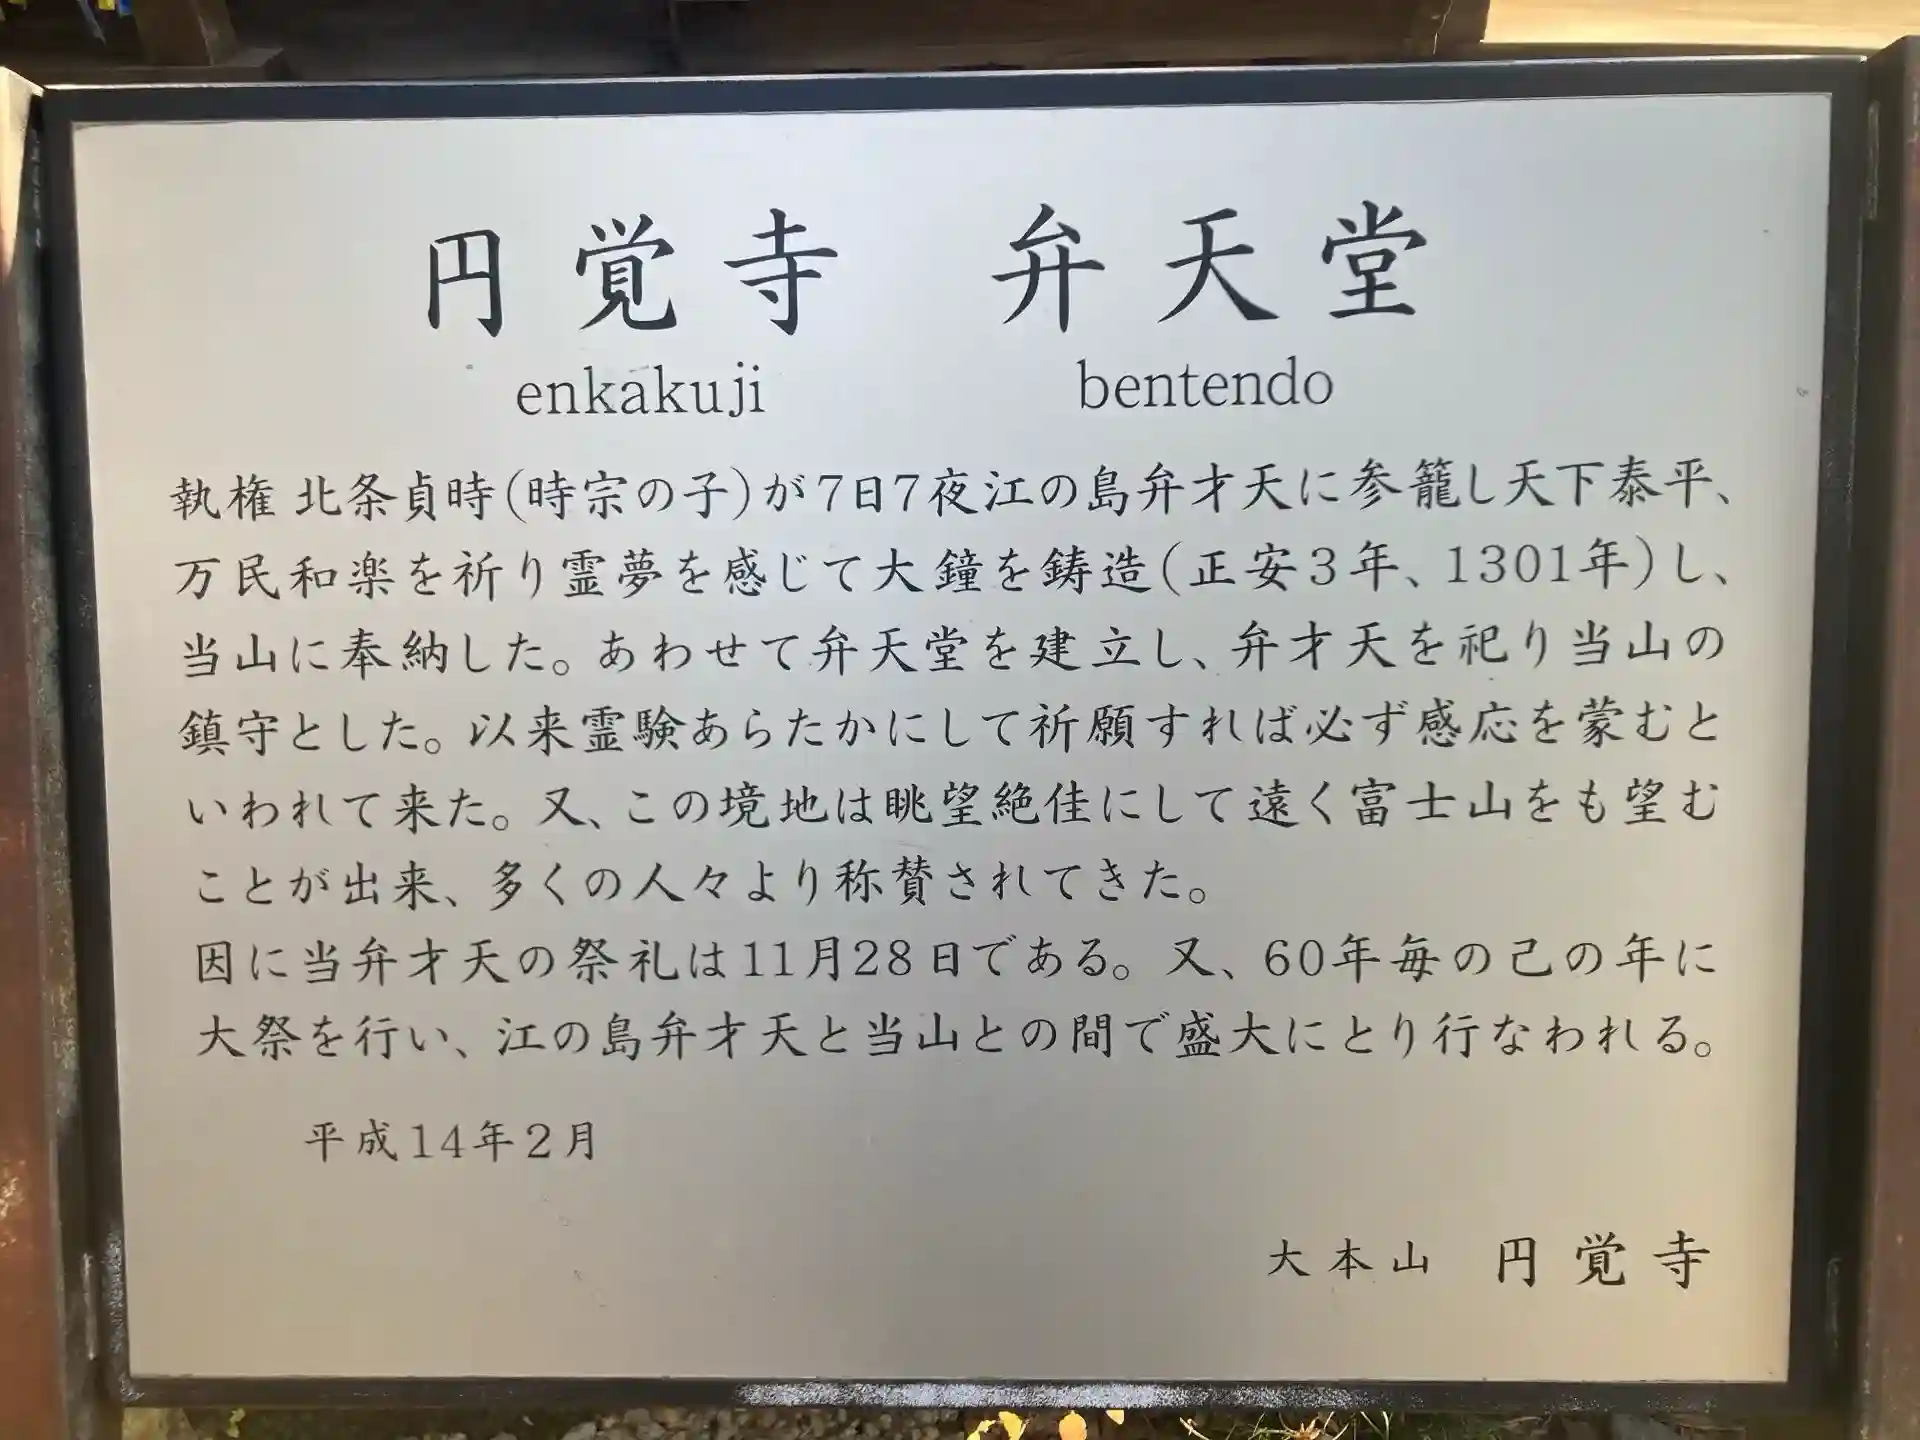 円覚寺 弁天堂
enkakuji bentendo
執権 北条貞時(時宗の子)が7日7夜江の島弁才天に参籠し天下泰平、
万民和楽を祈り霊夢を感じて大鐘を鋳造(正安3年、1301年)し、
当山に奉納した。あわせて弁天堂を建立し、弁才天を祀り当山の
鎮守とした。以来霊験あらたかにして祈願すれば必ず感応を蒙むと
いわれて来た。又、この境地は眺望絶佳にして遠く富士山をも望む
ことが出来、多くの人々より称賛されてきた。
因に当弁才天の祭礼は11月28日である。又、60年毎の己の年に
大祭を行い、江の島弁才天と当山との間で盛大にとり行なわれる。
平成14年2月
大本山 円覚寺